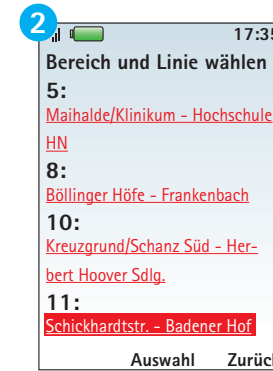 2
17:35
Bereich und Linie wählen
5:
Maihalde/Klinikum - Hochschule
HN
8:
Böllinger Höfe - Frankenbach
10:
Kreuzgrund/Schanz Süd - Her-
bert Hoover Sdlg.
11:
Schickhardtstr. - Badener Hof
Auswahl Zurück